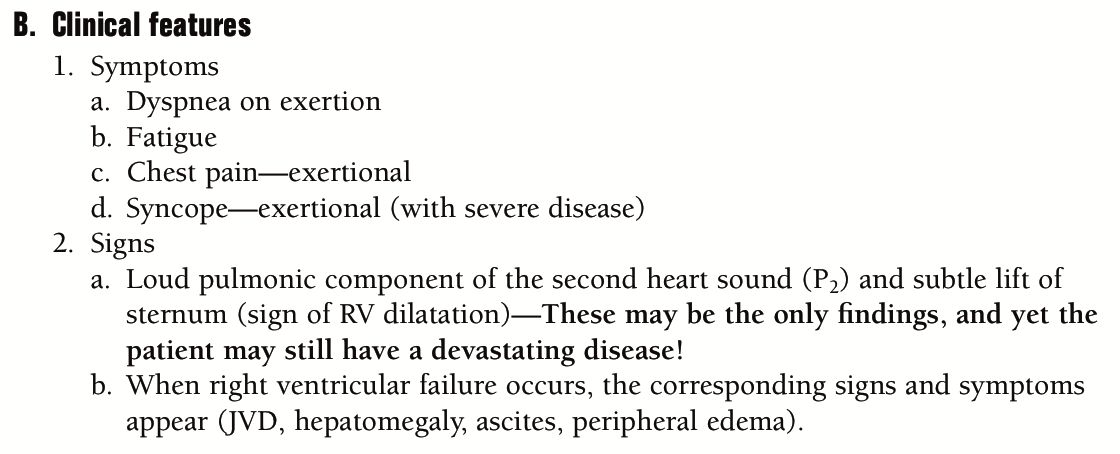 B. Clinical features
1. Symptoms
a. Dyspnea on exertion
b. Fatigue
c. Chest pain—exertional
d. Syncope—exertional (with severe disease)
2. Signs
a. Loud pulmonic component of the second heart sound (P₂) and subtle lift of
sternum (sign of RV dilatation)—These may be the only findings, and yet the
patient may still have a devastating disease!
b. When right ventricular failure occurs, the corresponding signs and symptoms
appear (JVD, hepatomegaly, ascites, peripheral edema).